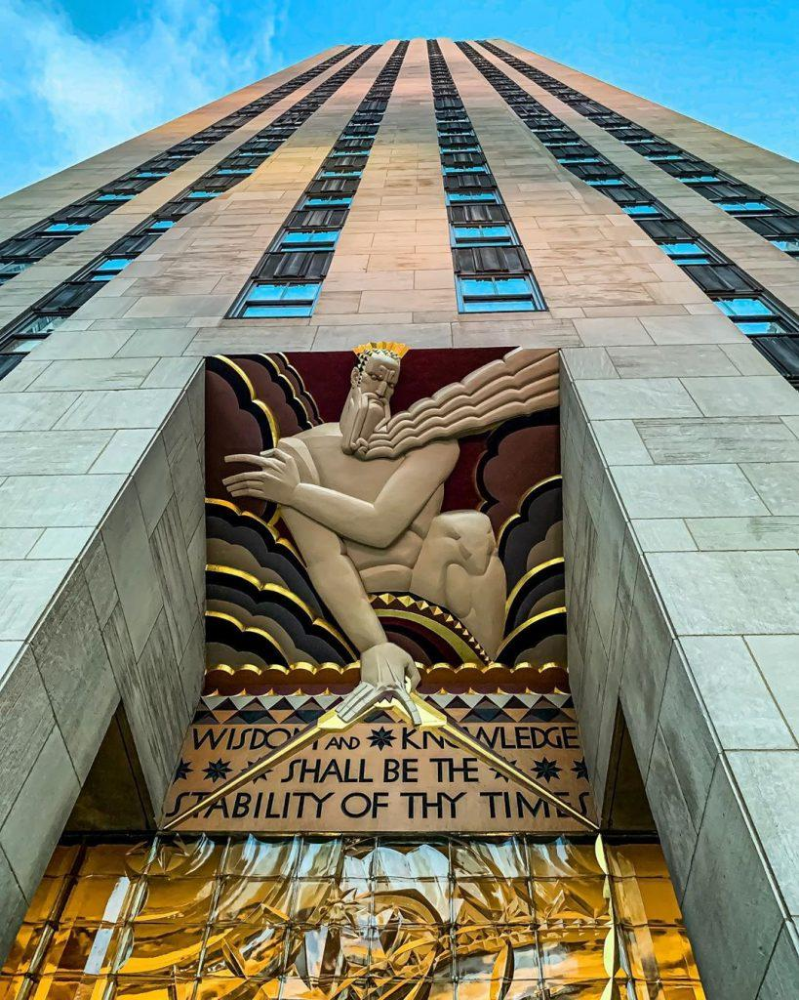 WISDOM AND KNOWLEDGE
SHALL BE THE
STABILITY OF THY TIMES